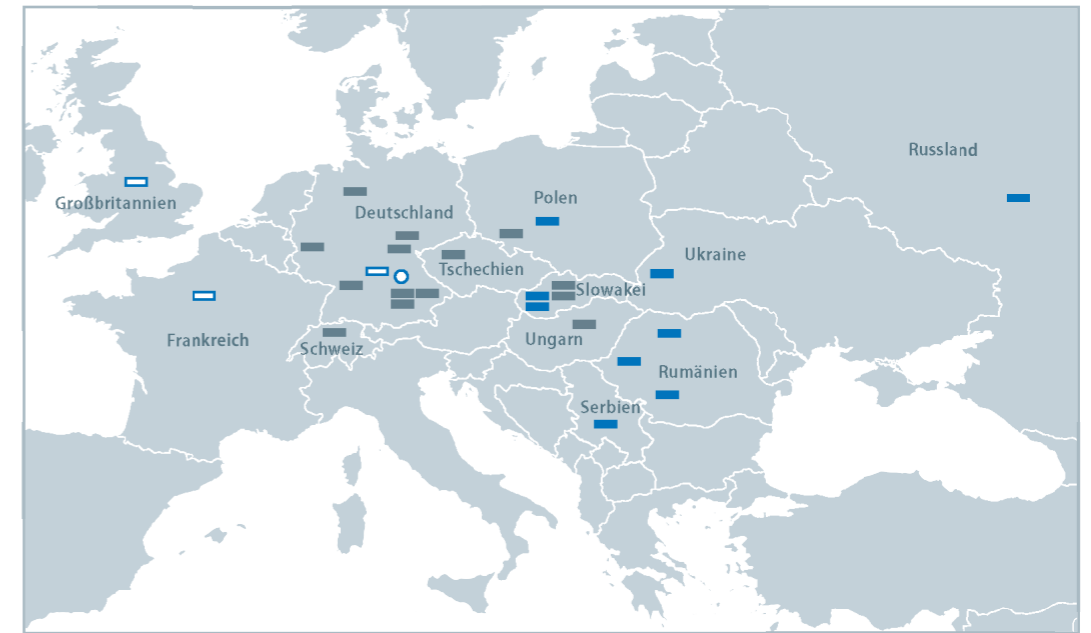 Russland
Großbritannien
Polen
Deutschland
Ukraine
Tschechien
Slowakei
Frankreich
Schweiz
Ungarn
Rumänien
Serbien